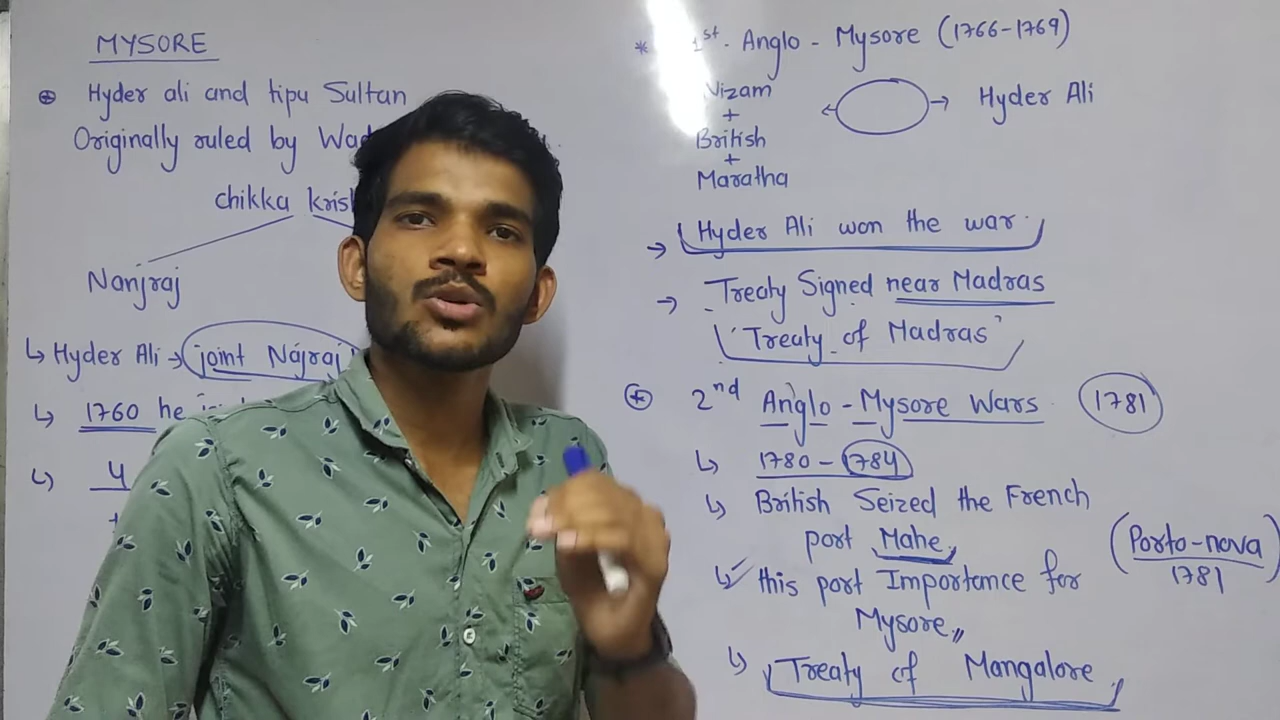 MYSORE
Hyder ali and tipu Sultan
Originally ruled by
chikka
Nanjraj
Hyder Ali → joint Najraj
1760 he
4
1st. Anglo - Mysore (1766-1769)
Nizam
+
British
+
Maratha
Hyder Ali
Hyder Ali won the war.
→ Treaty Signed near Madras
'Treaty of Madras'
2nd Anglo - Mysore Wars 1781
1780 - 1784
British Seized the French
port Mahe,
(Porto-nova
1781)
this port Importance for
Mysore,,
Treaty of Mangalore